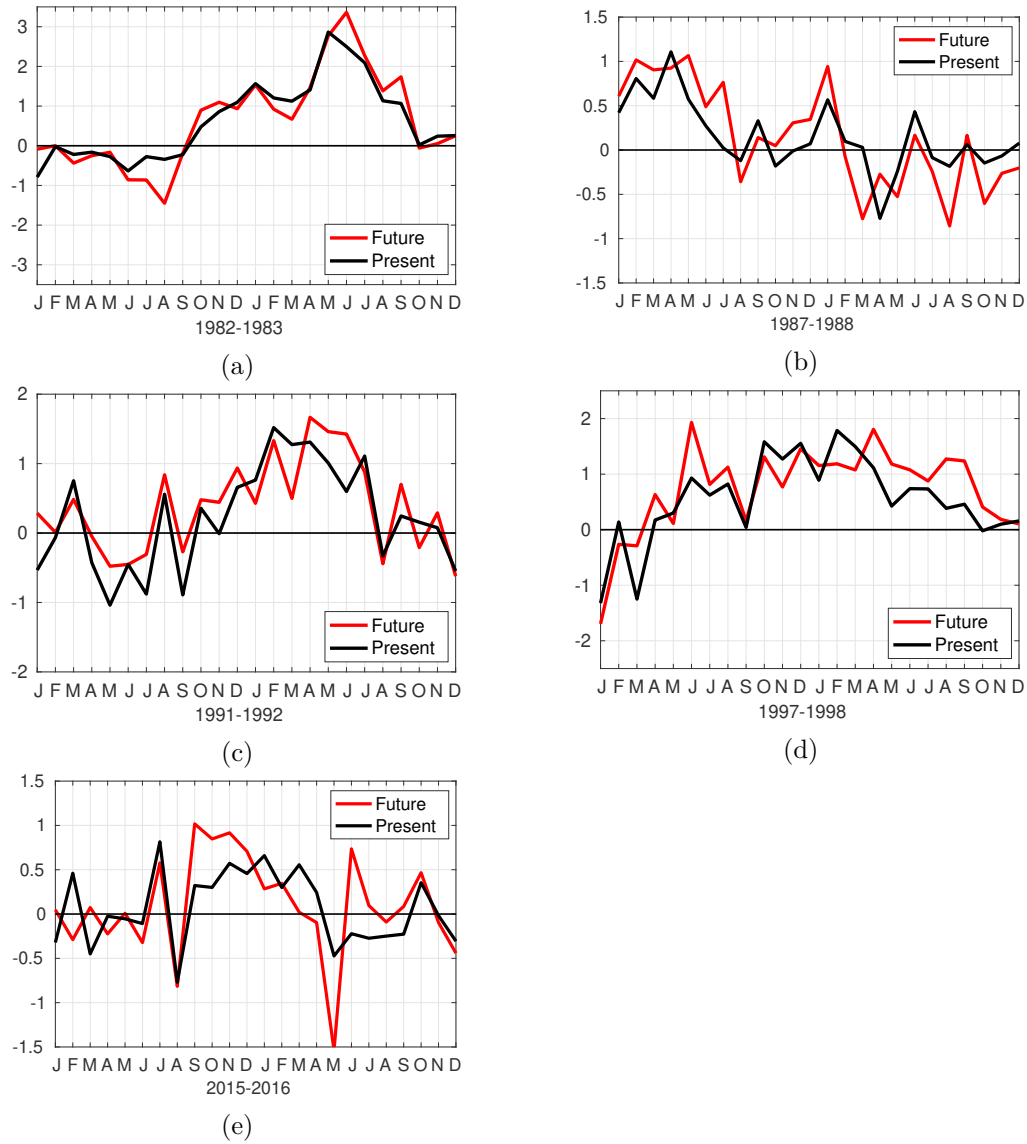 3
2
1
0
-1
-2
-3
Future
Present
J F M A M J J A S O N D J F M A M J J A S O N D
1982-1983
(a)
1.5
1
0.5
0
-0.5
-1
-1.5
Future
Present
J F M A M J J A S O N D J F M A M J J A S O N D
1987-1988
(b)
2
1
0
-1
-2
Future
Present
J F M A M J J A S O N D J F M A M J J A S O N D
1991-1992
(c)
2
1
0
-1
-2
Future
Present
J F M A M J J A S O N D J F M A M J J A S O N D
1997-1998
(d)
1.5
1
0.5
0
-0.5
-1
-1.5
Future
Present
J F M A M J J A S O N D J F M A M J J A S O N D
2015-2016
(e)